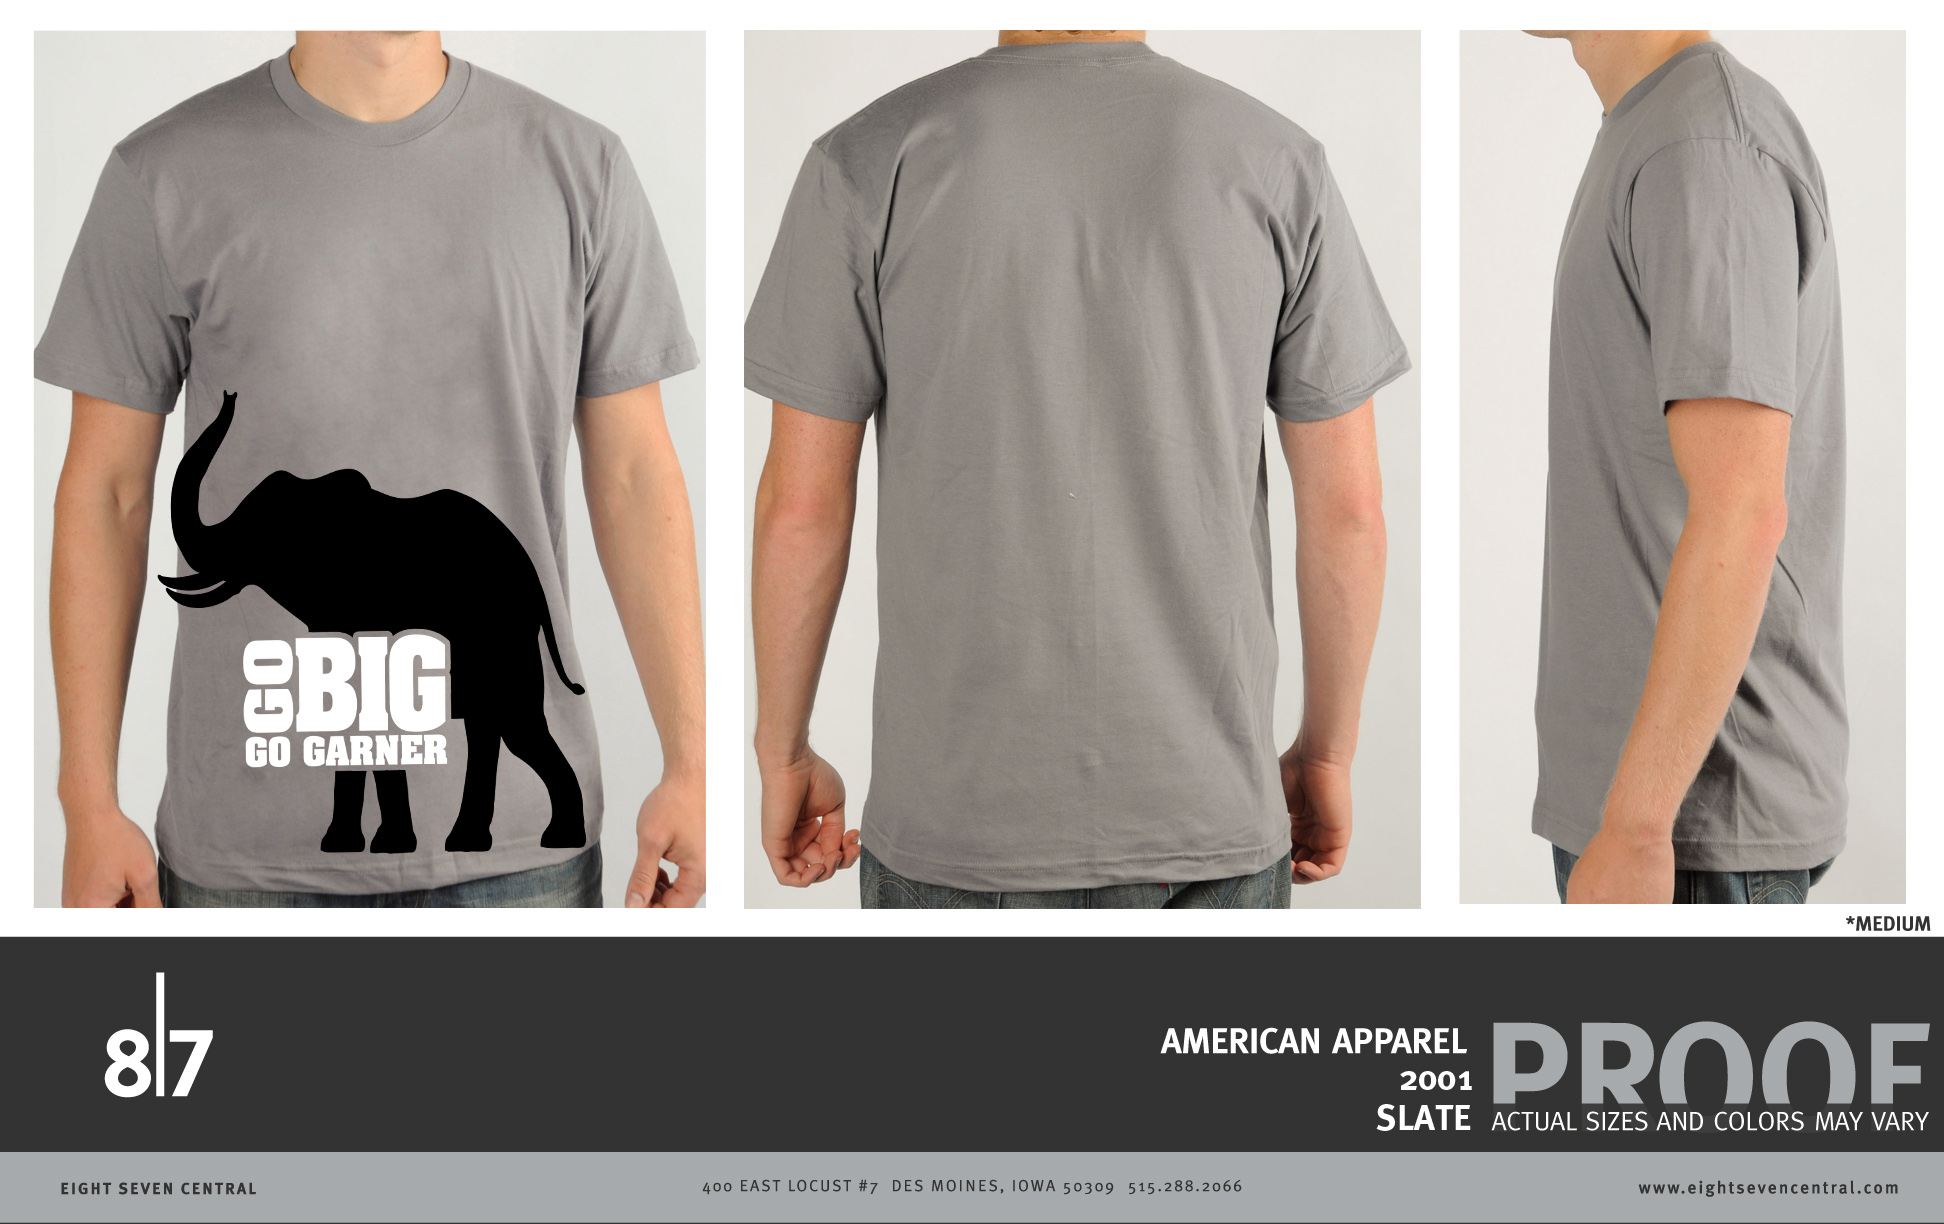 GO BIG
GO GARNER
*MEDIUM
8|7
AMERICAN APPAREL
2001
SLATE
PROOF
ACTUAL SIZES AND COLORS MAY VARY
EIGHT SEVEN CENTRAL
400 EAST LOCUST #7 DES MOINES, IOWA 50309 515.288.2066
www.eightsevencentral.com